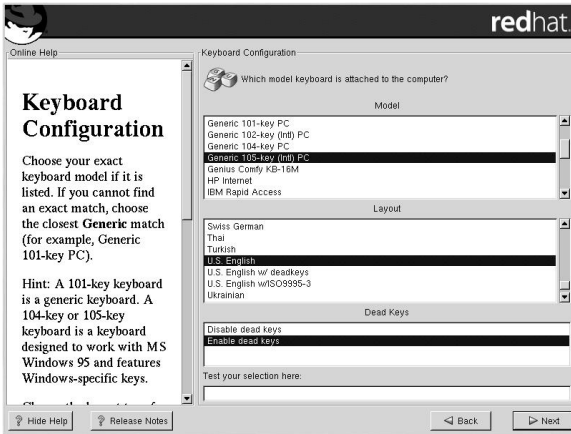 redhat.
Online Help
Keyboard
Configuration
Choose your exact
keyboard model if it is
listed. If you cannot find
an exact match, choose
the closest Generic match
(for example, Generic
101-key PC).
Hint: A 101-key keyboard
is a generic keyboard. A
104-key or 105-key
keyboard is a keyboard
designed to work with MS
Windows 95 and features
Windows-specific keys.
Keyboard Configuration
Which model keyboard is attached to the computer?
Model
Generic 101-key PC
Generic 102-key (Intl) PC
Generic 104-key PC
Generic 105-key (Intl) PC
Genius Comfy KB-16M
HP Internet
IBM Rapid Access
Layout
Swiss German
Thai
Turkish
U.S. English
U.S. English w/ deadkeys
U.S. English w/ISO9995-3
Ukrainian
Dead Keys
Disable dead keys
Enable dead keys
Test your selection here:
Hide Help
Release Notes
Back
Next